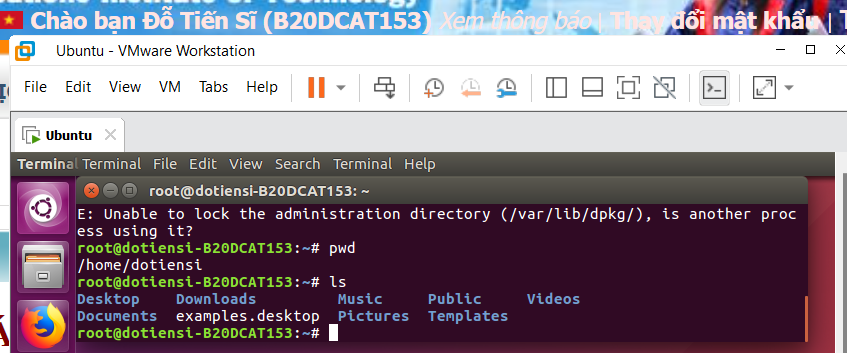 Chào bạn Đỗ Tiến Sĩ (B20DCAT153) Xem thông báo | Thay đổi mật khẩu |
Ubuntu - VMware Workstation
File Edit View VM Tabs Help
Ubuntu
Terminal Terminal File Edit View Search Terminal Help
root@dotiensi-B20DCAT153: ~
E: Unable to lock the administration directory (/var/lib/dpkg/), is another proc
ess using it?
root@dotiensi-B20DCAT153:~# pwd
/home/dotiensi
root@dotiensi-B20DCAT153:~# ls
Desktop Downloads Music Public Videos
Documents examples.desktop Pictures Templates
root@dotiensi-B20DCAT153:~#